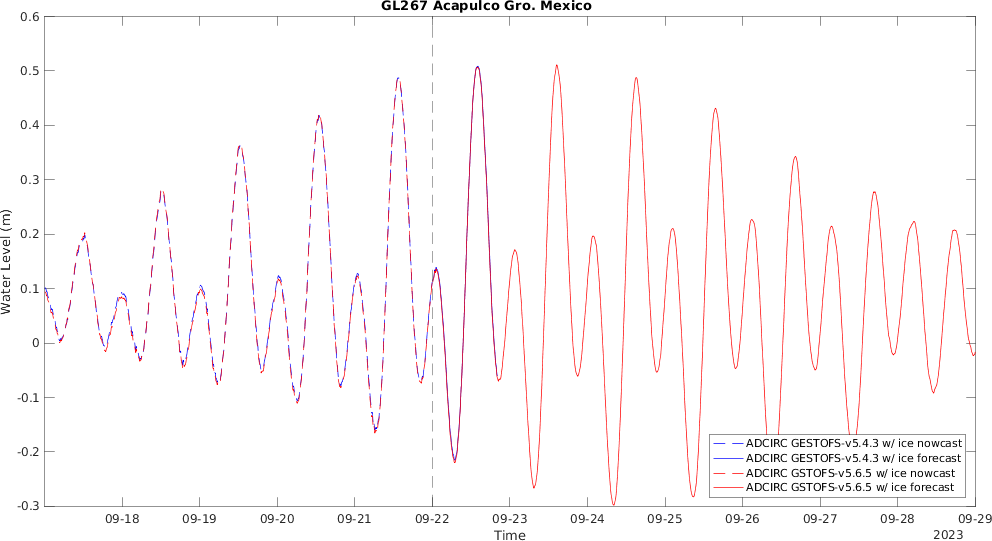 GL267 Acapulco Gro. Mexico
0.6
0.5
0.4
0.3
0.2
0.1
0
-0.1
-0.2
-0.3
Water Level (m)
ADCIRC GESTOFS-v5.4.3 w/ ice nowcast
ADCIRC GESTOFS-v5.4.3 w/ ice forecast
ADCIRC GSTOFS-v5.6.5 w/ ice nowcast
ADCIRC GSTOFS-v5.6.5 w/ ice forecast
09-18 09-19 09-20 09-21 09-22 09-23 09-24 09-25 09-26 09-27 09-28 09-29
Time
2023